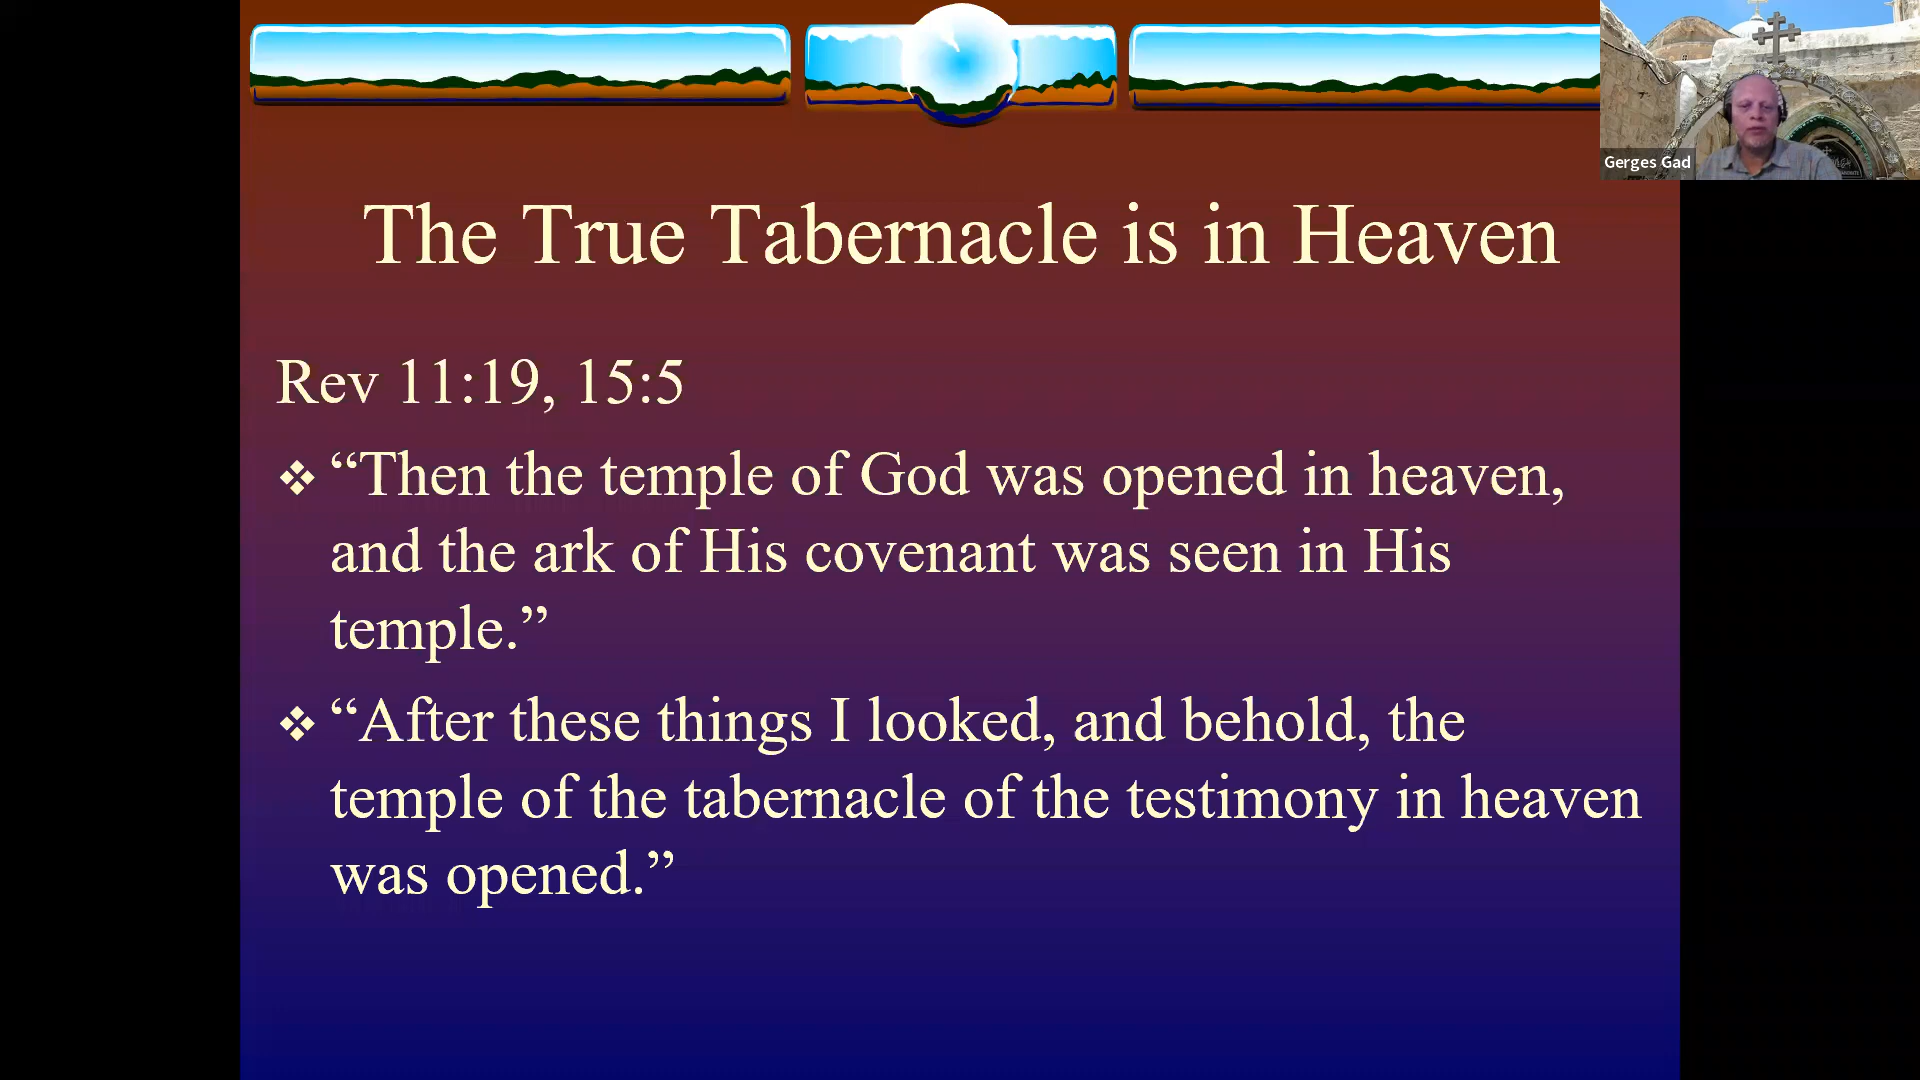 Gerges Gad
The True Tabernacle is in Heaven
Rev 11:19, 15:5
“Then the temple of God was opened in heaven,
and the ark of His covenant was seen in His
temple.”
“After these things I looked, and behold, the
temple of the tabernacle of the testimony in heaven
was opened.”